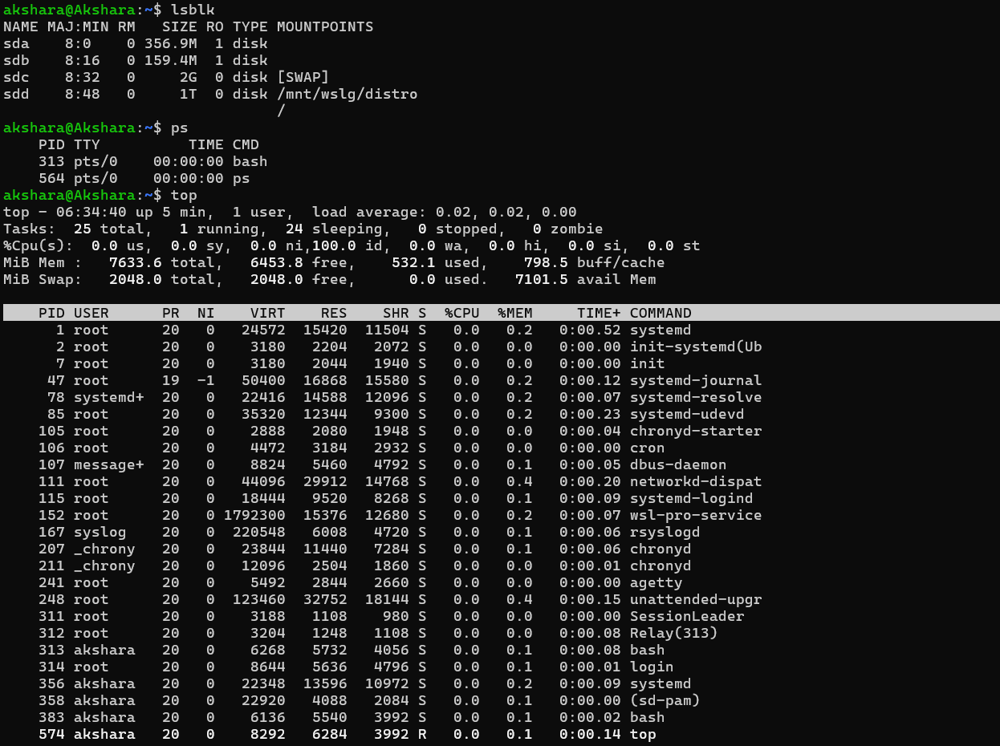 akshara@Akshara:~$ lsblk
NAME MAJ:MIN RM   SIZE RO TYPE MOUNTPOINTS
sda    8:0    0 356.9M  1 disk
sdb    8:16   0 159.4M  1 disk
sdc    8:32   0     2G  0 disk [SWAP]
sdd    8:48   0     1T  0 disk /mnt/wslg/distro
                               /
akshara@Akshara:~$ ps
    PID TTY          TIME CMD
    313 pts/0    00:00:00 bash
    564 pts/0    00:00:00 ps
akshara@Akshara:~$ top
top - 06:34:40 up 5 min,  1 user,  load average: 0.02, 0.02, 0.00
Tasks:  25 total,   1 running,  24 sleeping,   0 stopped,   0 zombie
%Cpu(s):  0.0 us,  0.0 sy,  0.0 ni,100.0 id,  0.0 wa,  0.0 hi,  0.0 si,  0.0 st
MiB Mem :   7633.6 total,   6453.8 free,    532.1 used,    798.5 buff/cache
MiB Swap:   2048.0 total,   2048.0 free,      0.0 used.   7101.5 avail Mem

    PID USER      PR  NI    VIRT    RES    SHR S  %CPU  %MEM     TIME+ COMMAND
      1 root      20   0   24572  15420  11504 S   0.0   0.2   0:00.52 systemd
      2 root      20   0    3180   2204   2072 S   0.0   0.0   0:00.00 init-systemd(Ub
      7 root      20   0    3180   2044   1940 S   0.0   0.0   0:00.00 init
     47 root      19  -1   50400  16868  15580 S   0.0   0.2   0:00.12 systemd-journal
     78 systemd+  20   0   22416  14588  12096 S   0.0   0.2   0:00.07 systemd-resolve
     85 root      20   0   35320  12344   9300 S   0.0   0.2   0:00.23 systemd-udevd
    105 root      20   0    2888   2080   1948 S   0.0   0.0   0:00.04 chronyd-starter
    106 root      20   0    4472   3184   2932 S   0.0   0.0   0:00.00 cron
    107 message+  20   0    8824   5460   4792 S   0.0   0.1   0:00.05 dbus-daemon
    111 root      20   0   44096  29912  14768 S   0.0   0.4   0:00.20 networkd-dispat
    115 root      20   0   18444   9520   8268 S   0.0   0.1   0:00.09 systemd-logind
    152 root      20   0 1792300  15376  12680 S   0.0   0.2   0:00.07 wsl-pro-service
    167 syslog    20   0  220548   6008   4720 S   0.0   0.1   0:00.06 rsyslogd
    207 _chrony   20   0   23844  11440   7284 S   0.0   0.1   0:00.06 chronyd
    211 _chrony   20   0   12096   2504   1860 S   0.0   0.0   0:00.01 chronyd
    241 root      20   0    5492   2844   2660 S   0.0   0.0   0:00.00 agetty
    248 root      20   0  123460  32752  18144 S   0.0   0.4   0:00.15 unattended-upgr
    311 root      20   0    3188   1108    980 S   0.0   0.0   0:00.00 SessionLeader
    312 root      20   0    3204   1248   1108 S   0.0   0.0   0:00.08 Relay(313)
    313 akshara   20   0    6268   5732   4056 S   0.0   0.1   0:00.08 bash
    314 root      20   0    8644   5636   4796 S   0.0   0.1   0:00.01 login
    356 akshara   20   0   22348  13596  10972 S   0.0   0.2   0:00.09 systemd
    358 akshara   20   0   22920   4088   2084 S   0.0   0.1   0:00.00 (sd-pam)
    383 akshara   20   0    6136   5540   3992 S   0.0   0.1   0:00.02 bash
    574 akshara   20   0    8292   6284   3992 R   0.0   0.1   0:00.14 top